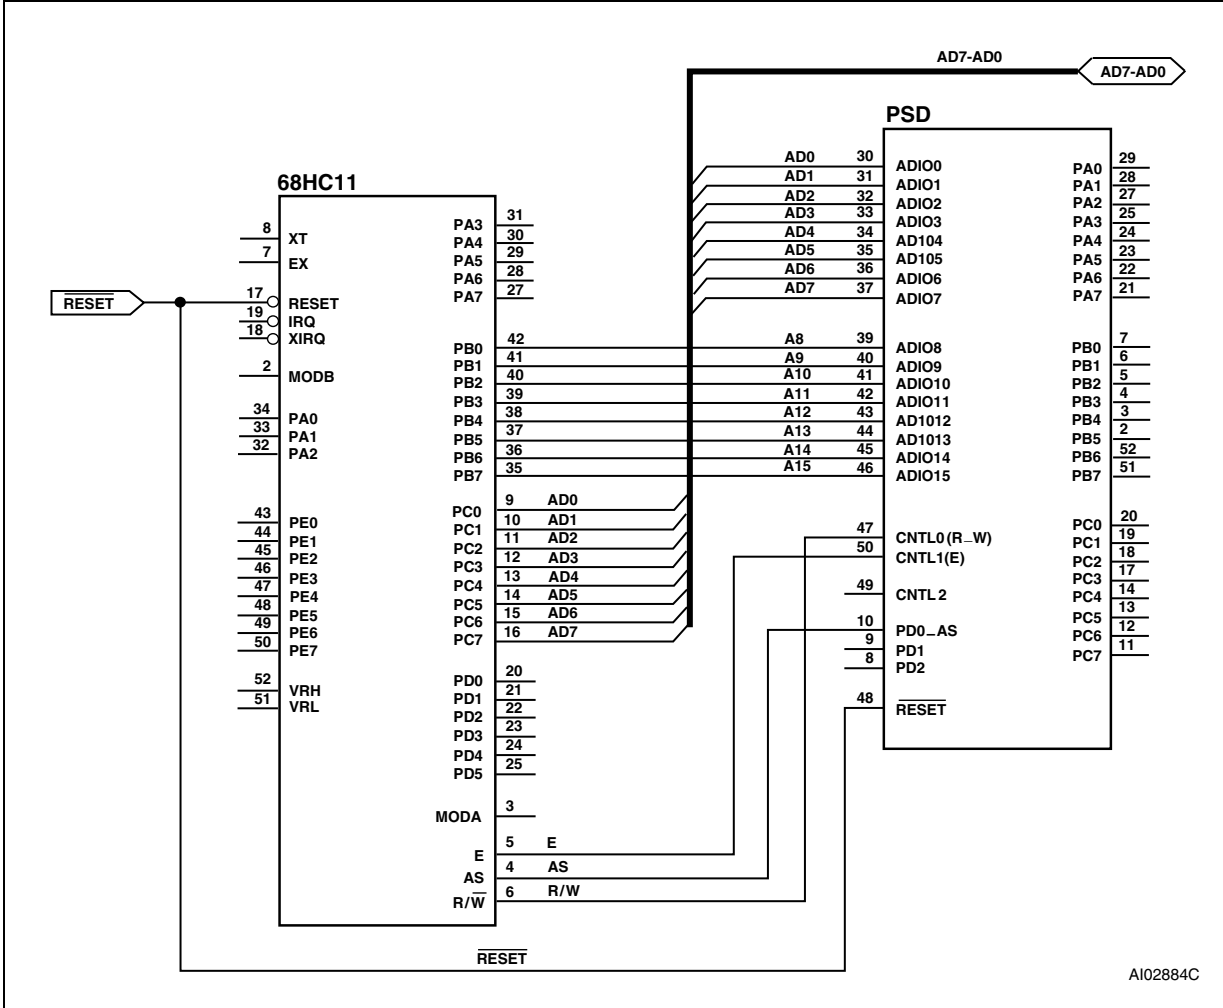 AD7-AD0
AD7-AD0
PSD
AD0 30 ADIO0
AD1 31 ADIO1
AD2 32 ADIO2
AD3 33 ADIO3
AD4 34 AD104
AD5 35 AD105
AD6 36 ADIO6
AD7 37 ADIO7
A8 39 ADIO8
A9 40 ADIO9
A10 41 ADIO10
A11 42 ADIO11
A12 43 AD1012
A13 44 AD1013
A14 45 ADIO14
A15 46 ADIO15
47 CNTL0(R_W)
50 CNTL1(E)
49 CNTL2
10 PD0_AS
9 PD1
8 PD2
48 RESET
PA0 29
PA1 28
PA2 27
PA3 25
PA4 24
PA5 23
PA6 22
PA7 21
PB0 7
PB1 6
PB2 5
PB3 4
PB4 3
PB5 2
PB6 52
PB7 51
PC0 20
PC1 19
PC2 18
PC3 17
PC4 14
PC5 13
PC6 12
PC7 11
68HC11
8 XT
7 EX
RESET
17 RESET
19 IRQ
18 XIRQ
2 MODB
34 PA0
33 PA1
32 PA2
43 PE0
44 PE1
45 PE2
46 PE3
47 PE4
48 PE5
49 PE6
50 PE7
52 VRH
51 VRL
PA3 31
PA4 30
PA5 29
PA6 28
PA7 27
PB0 42
PB1 41
PB2 40
PB3 39
PB4 38
PB5 37
PB6 36
PB7 35
PC0 9 AD0
PC1 10 AD1
PC2 11 AD2
PC3 12 AD3
PC4 13 AD4
PC5 14 AD5
PC6 15 AD6
PC7 16 AD7
PD0 20
PD1 21
PD2 22
PD3 23
PD4 24
PD5 25
MODA 3
E 5 E
AS 4 AS
R/W 6 R/W
RESET
AI02884C